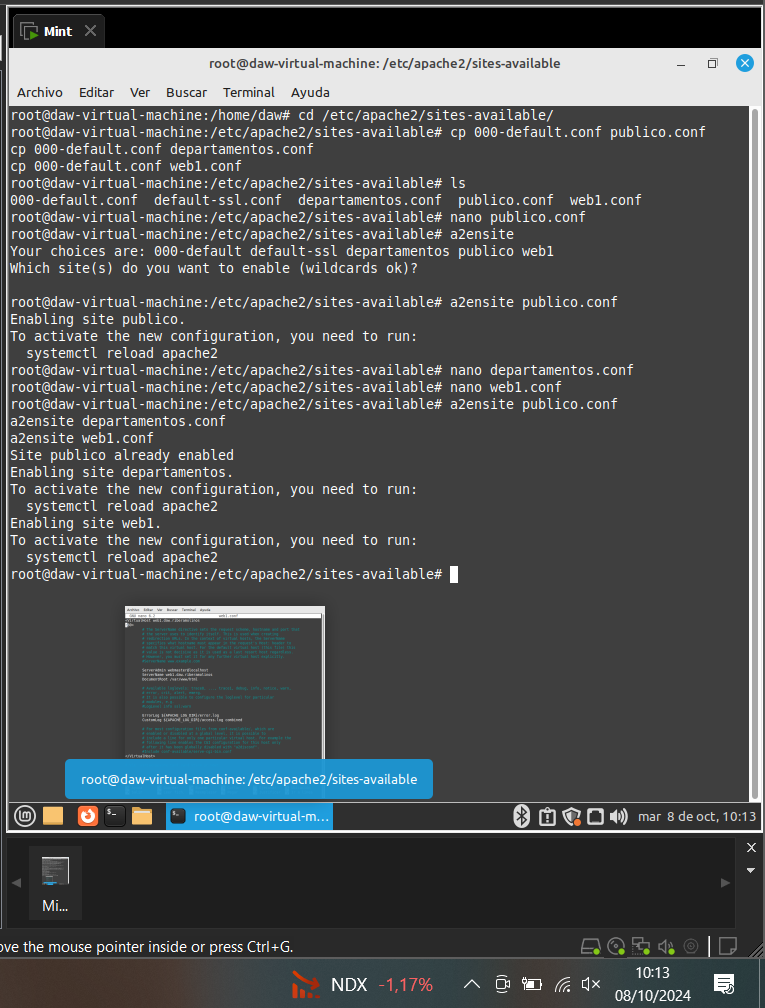 Mint
root@daw-virtual-machine: /etc/apache2/sites-available
Archivo Editar Ver Buscar Terminal Ayuda
root@daw-virtual-machine:/home/daw# cd /etc/apache2/sites-available/
root@daw-virtual-machine:/etc/apache2/sites-available# cp 000-default.conf publico.conf
cp 000-default.conf departamentos.conf
cp 000-default.conf web1.conf
root@daw-virtual-machine:/etc/apache2/sites-available# ls
000-default.conf  default-ssl.conf  departamentos.conf  publico.conf  web1.conf
root@daw-virtual-machine:/etc/apache2/sites-available# nano publico.conf
root@daw-virtual-machine:/etc/apache2/sites-available# a2ensite
Your choices are: 000-default default-ssl departamentos publico web1
Which site(s) do you want to enable (wildcards ok)?
root@daw-virtual-machine:/etc/apache2/sites-available# a2ensite publico.conf
Enabling site publico.
To activate the new configuration, you need to run:
  systemctl reload apache2
root@daw-virtual-machine:/etc/apache2/sites-available# nano departamentos.conf
root@daw-virtual-machine:/etc/apache2/sites-available# nano web1.conf
root@daw-virtual-machine:/etc/apache2/sites-available# a2ensite publico.conf
a2ensite departamentos.conf
a2ensite web1.conf
Site publico already enabled
Enabling site departamentos.
To activate the new configuration, you need to run:
  systemctl reload apache2
Enabling site web1.
To activate the new configuration, you need to run:
  systemctl reload apache2
root@daw-virtual-machine:/etc/apache2/sites-available#
Archivo Editar Ver Buscar Terminal Ayuda
web1.conf
root@daw-virtual-machine: /etc/apache2/sites-available
root@daw-virtual-m...
mar 8 de oct, 10:13
Mi...
ove the mouse pointer inside or press Ctrl+G.
NDX -1,17%
10:13
08/10/2024